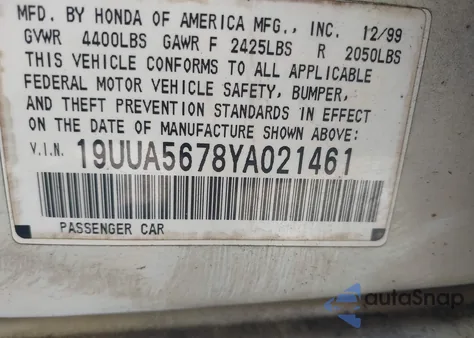 MFD. BY HONDA OF AMERICA MFG., INC. 12/99
GVWR 4400LBS GAWR F 2425LBS R 2050LBS
THIS VEHICLE CONFORMS TO ALL APPLICABLE
FEDERAL MOTOR VEHICLE SAFETY, BUMPER,
AND THEFT PREVENTION STANDARDS IN EFFECT
ON THE DATE OF MANUFACTURE SHOWN ABOVE:
V.I.N. 19UUA5678YA021461
PASSENGER CAR
autoSnap